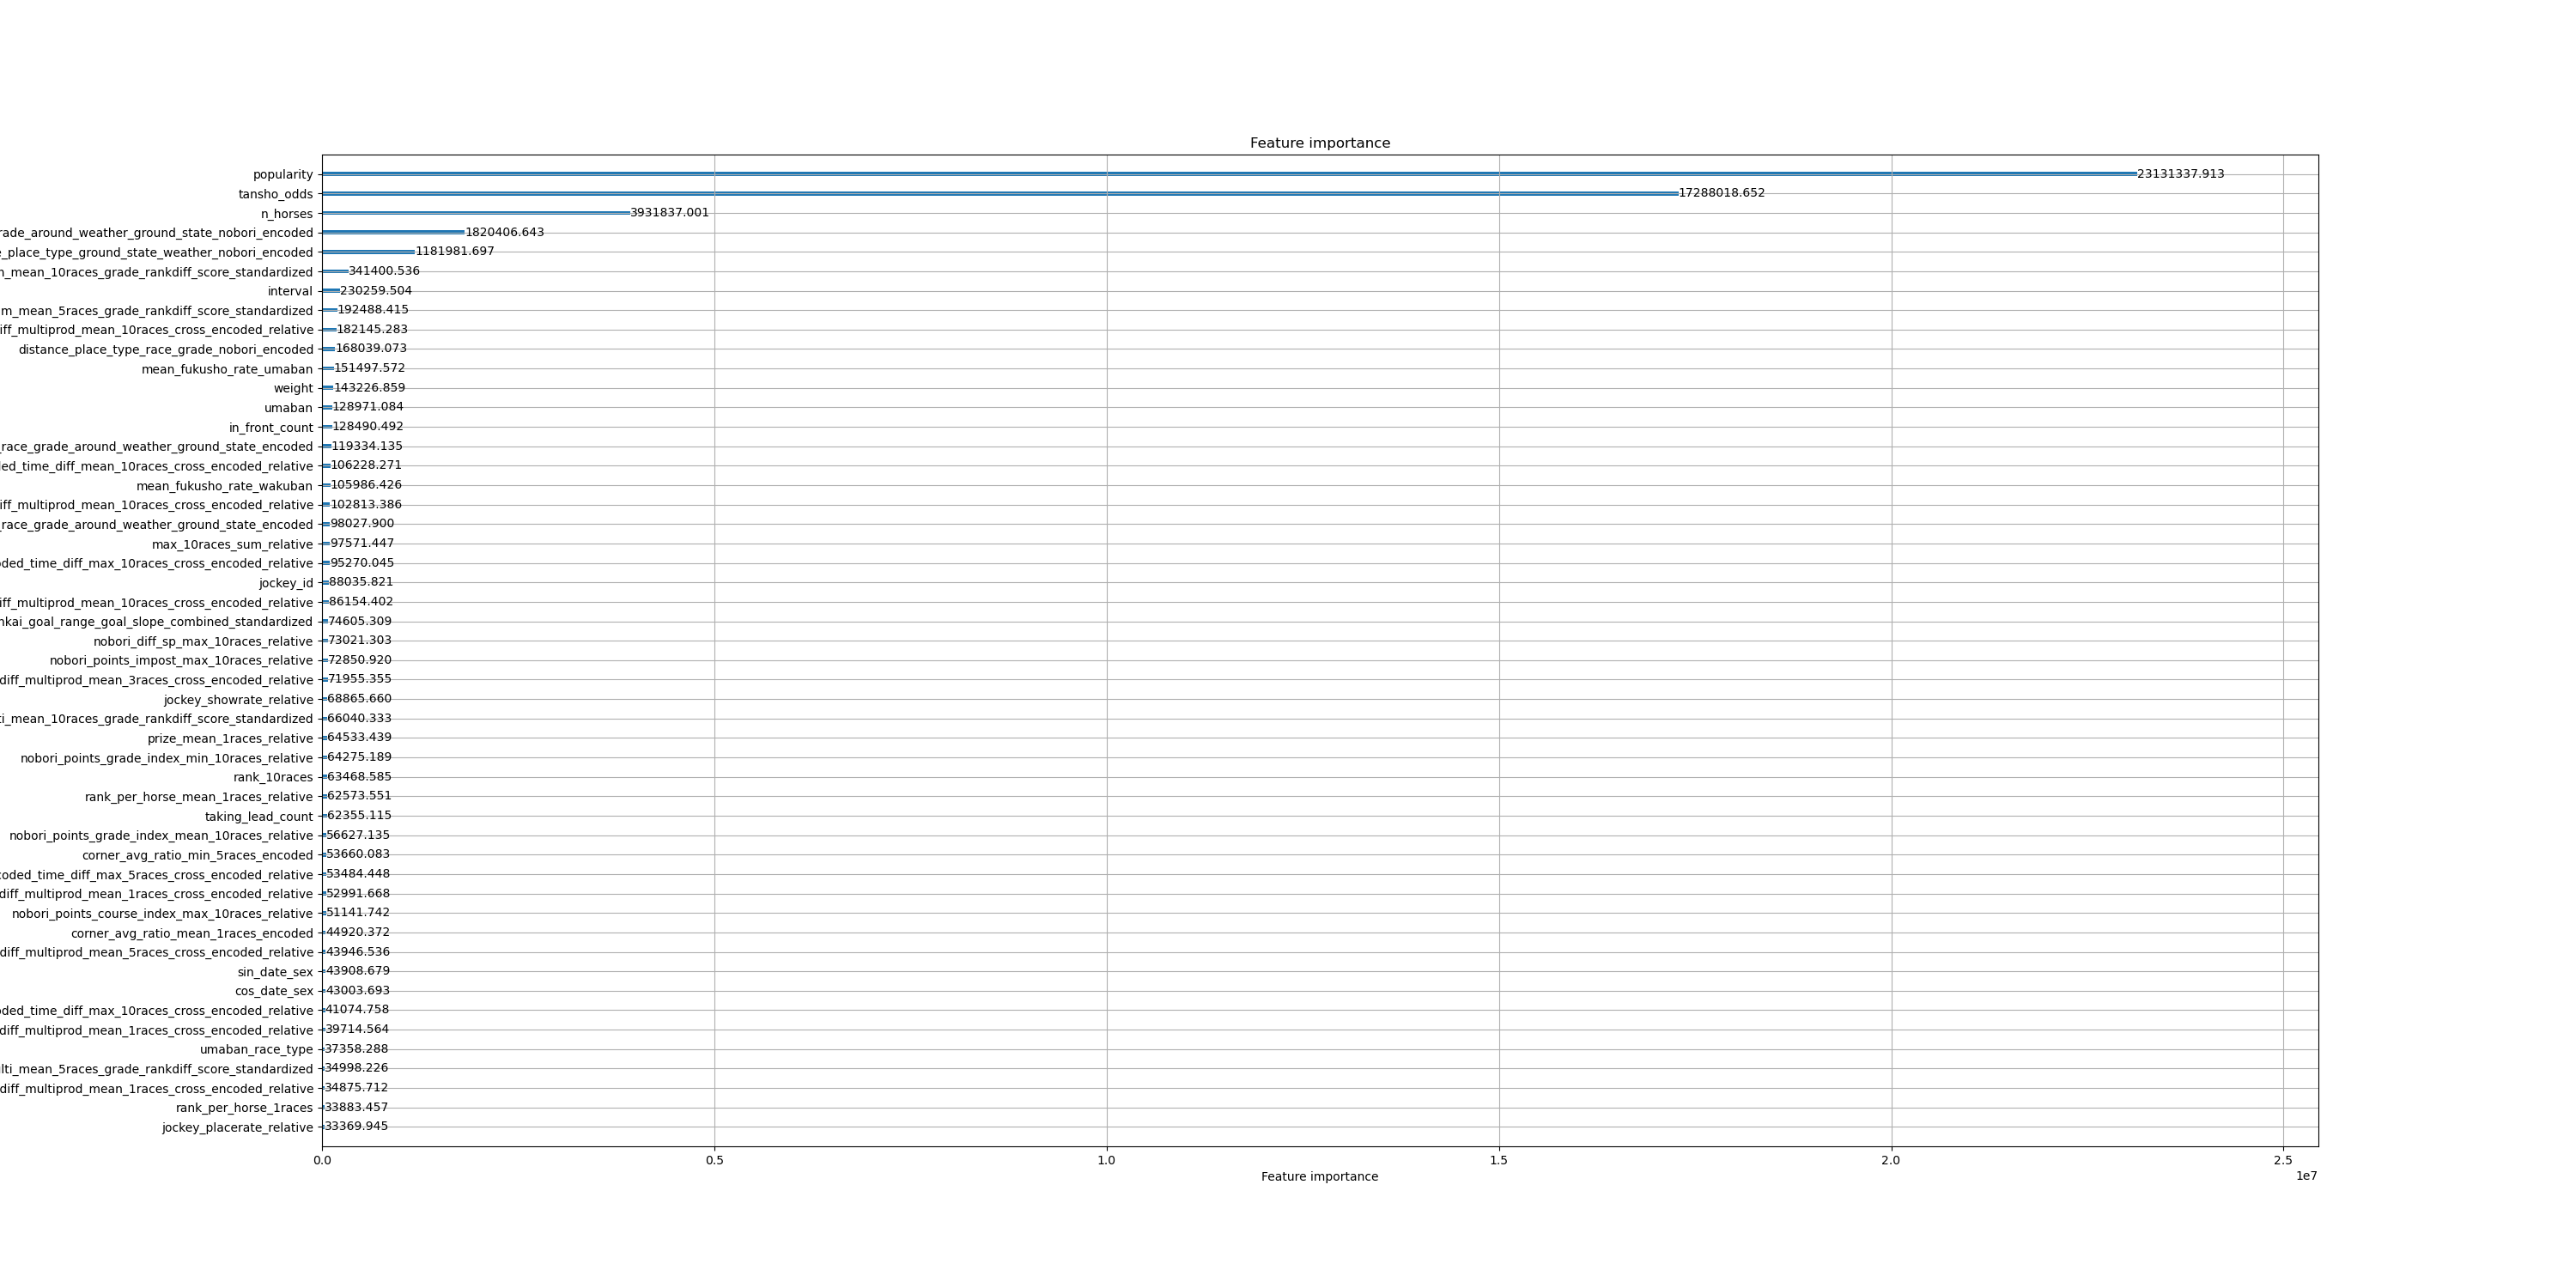 Feature importance
popularity 23131337.913
tansho_odds 17288018.652
n_horses 3931837.001
rade_around_weather_ground_state_nobori_encoded 1820406.643
_place_type_ground_state_weather_nobori_encoded 1181981.697
_mean_10races_grade_rankdiff_score_standardized 341400.536
interval 230259.504
m_mean_5races_grade_rankdiff_score_standardized 192488.415
iff_multiprod_mean_10races_cross_encoded_relative 182145.283
distance_place_type_race_grade_nobori_encoded 168039.073
mean_fukusho_rate_umaban 151497.572
weight 143226.859
umaban 128971.084
in_front_count 128490.492
_race_grade_around_weather_ground_state_encoded 119334.135
ed_time_diff_mean_10races_cross_encoded_relative 106228.271
mean_fukusho_rate_wakuban 105986.426
iff_multiprod_mean_10races_cross_encoded_relative 102813.386
_race_grade_around_weather_ground_state_encoded 98027.900
max_10races_sum_relative 97571.447
ded_time_diff_max_10races_cross_encoded_relative 95270.045
jockey_id 88035.821
iff_multiprod_mean_10races_cross_encoded_relative 86154.402
nkai_goal_range_goal_slope_combined_standardized 74605.309
nobori_diff_sp_max_10races_relative 73021.303
nobori_points_impost_max_10races_relative 72850.920
diff_multiprod_mean_3races_cross_encoded_relative 71955.355
jockey_showrate_relative 68865.660
ti_mean_10races_grade_rankdiff_score_standardized 66040.333
prize_mean_1races_relative 64533.439
nobori_points_grade_index_min_10races_relative 64275.189
rank_10races 63468.585
rank_per_horse_mean_1races_relative 62573.551
taking_lead_count 62355.115
nobori_points_grade_index_mean_10races_relative 56627.135
corner_avg_ratio_min_5races_encoded 53660.083
coded_time_diff_max_5races_cross_encoded_relative 53484.448
diff_multiprod_mean_1races_cross_encoded_relative 52991.668
nobori_points_course_index_max_10races_relative 51141.742
corner_avg_ratio_mean_1races_encoded 44920.372
diff_multiprod_mean_5races_cross_encoded_relative 43946.536
sin_date_sex 43908.679
cos_date_sex 43003.693
ded_time_diff_max_10races_cross_encoded_relative 41074.758
diff_multiprod_mean_1races_cross_encoded_relative 39714.564
umaban_race_type 37358.288
lti_mean_5races_grade_rankdiff_score_standardized 34998.226
diff_multiprod_mean_1races_cross_encoded_relative 34875.712
rank_per_horse_1races 33883.457
jockey_placerate_relative 33369.945
0.0 0.5 1.0 1.5 2.0 2.5
1e7
Feature importance